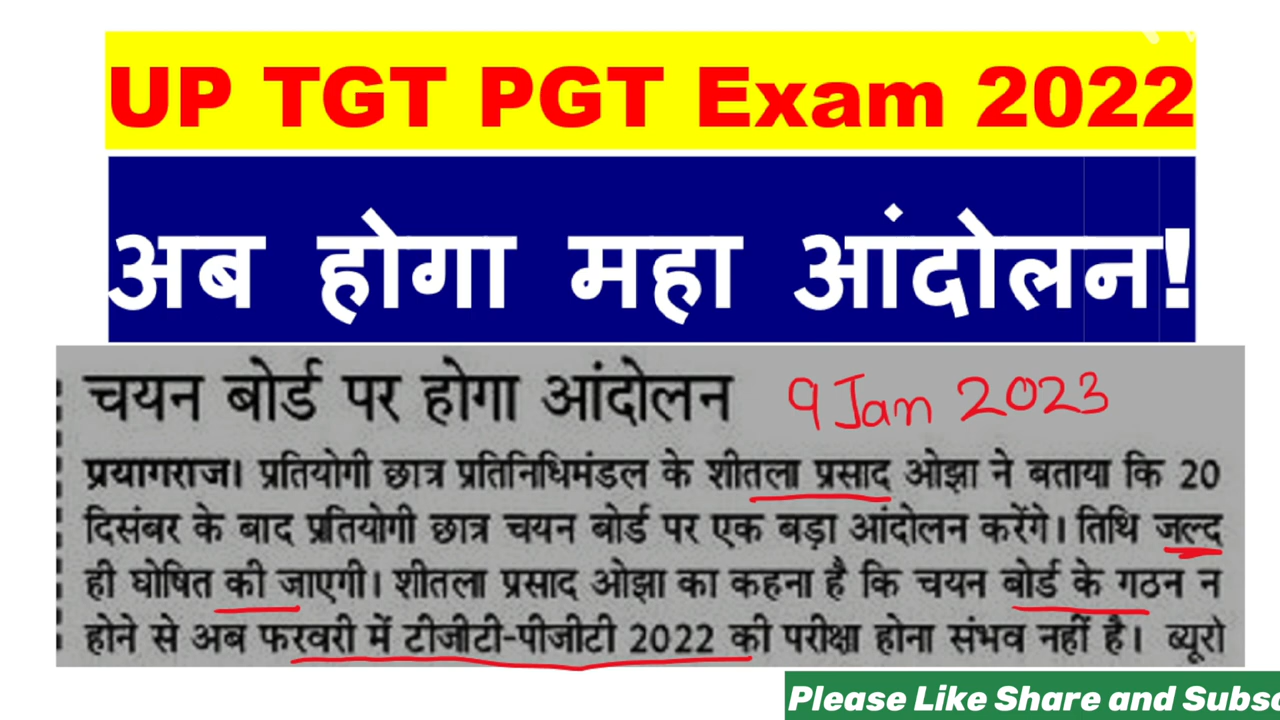 UP TGT PGT Exam 2022
अब होगा महा आंदोलन!
चयन बोर्ड पर होगा आंदोलन 9 Jan 2023
प्रयागराज। प्रतियोगी छात्र प्रतिनिधिमंडल के शीतला प्रसाद ओझा ने बताया कि 20
दिसंबर के बाद प्रतियोगी छात्र चयन बोर्ड पर एक बड़ा आंदोलन करेंगे। तिथि जल्द
ही घोषित की जाएगी। शीतला प्रसाद ओझा का कहना है कि चयन बोर्ड के गठन न
होने से अब फरवरी में टीजीटी-पीजीटी 2022 की परीक्षा होना संभव नहीं है। ब्यूरो
Please Like Share and Subsc